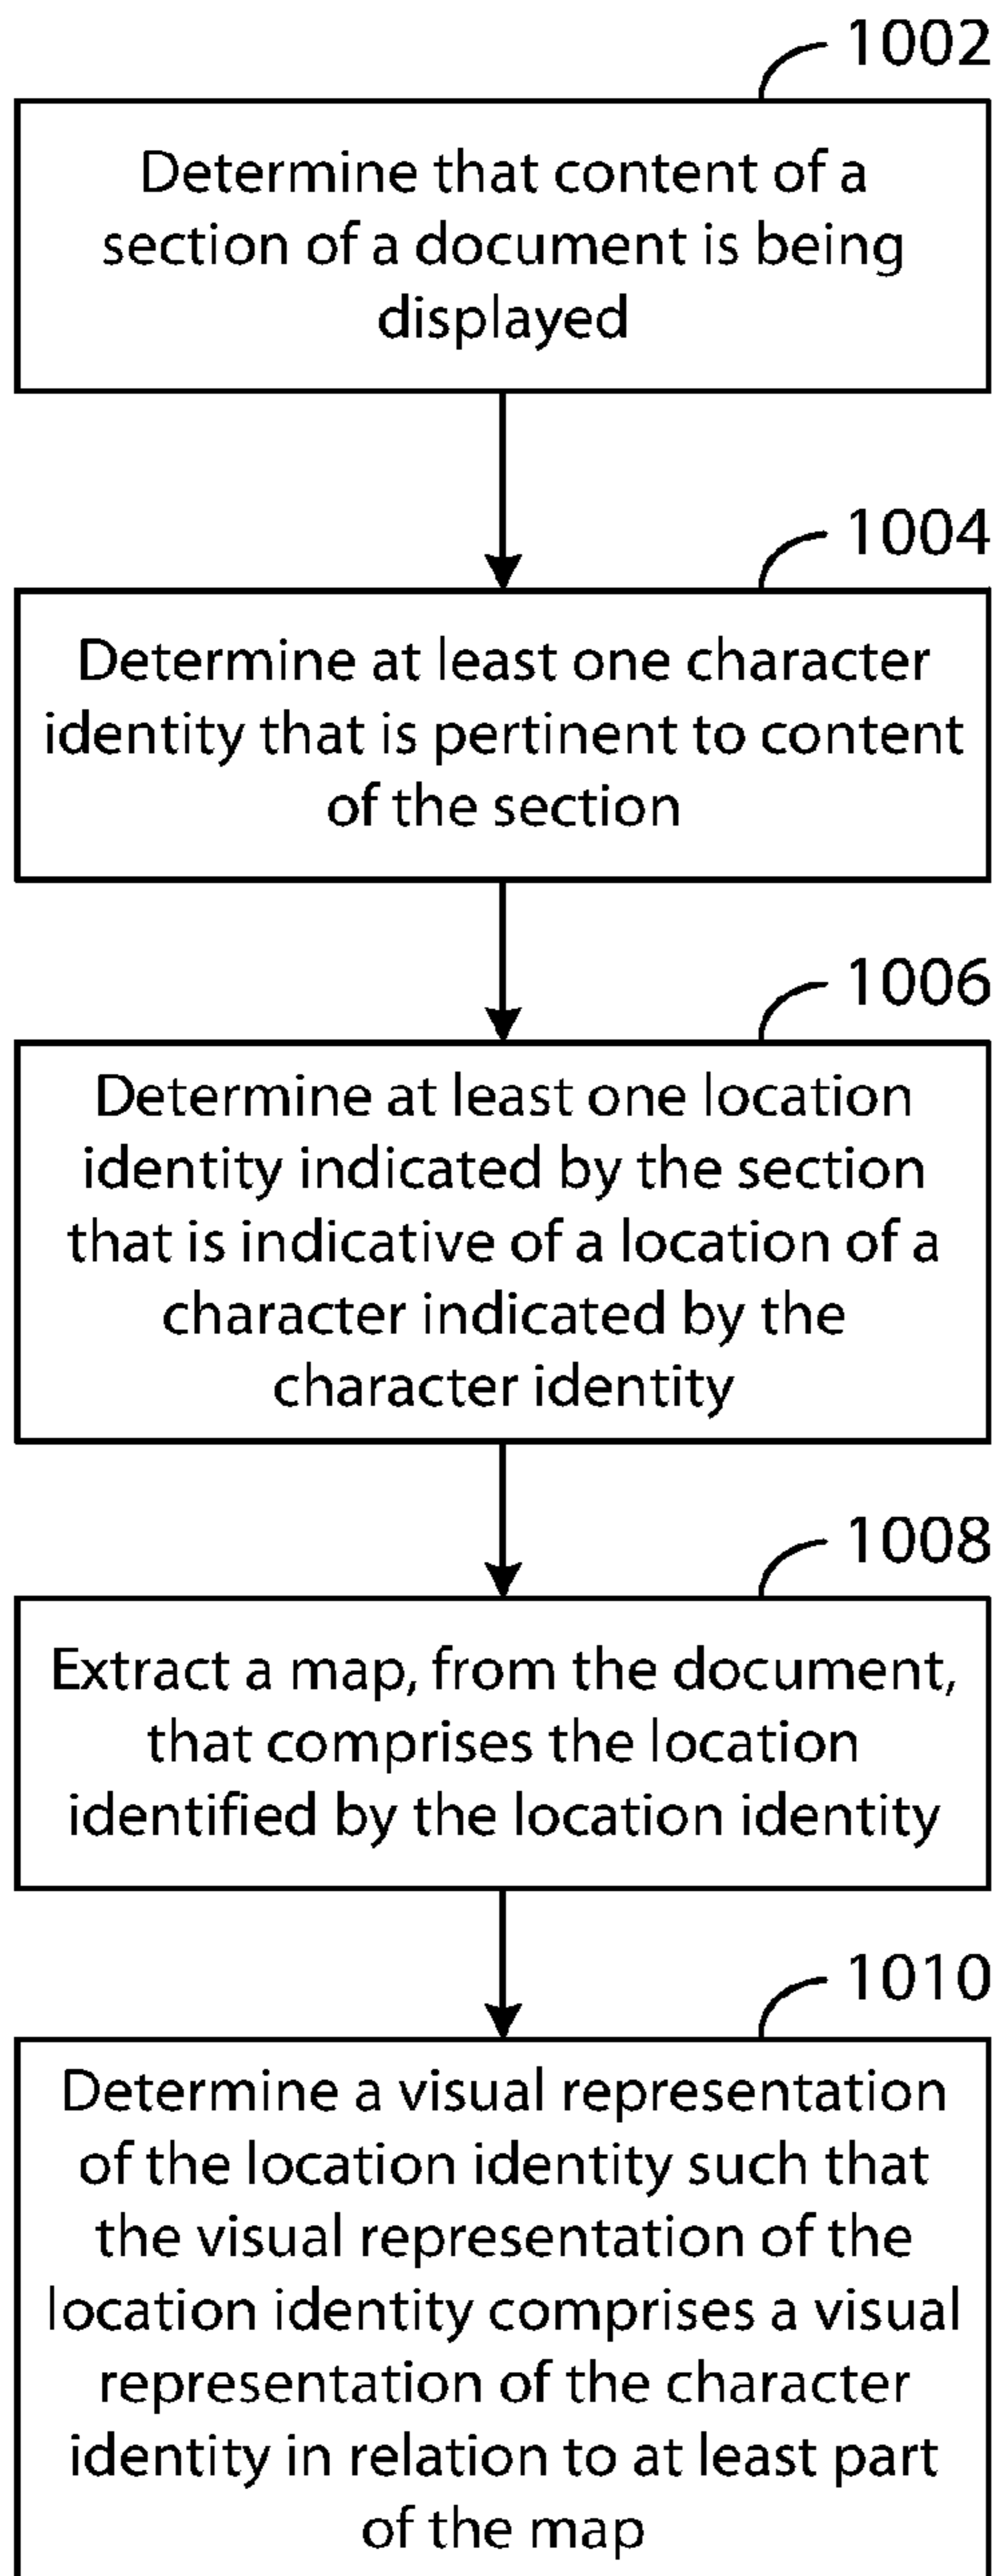 1002
Determine that content of a
section of a document is being
displayed
1004
Determine at least one character
identity that is pertinent to content
of the section
1006
Determine at least one location
identity indicated by the section
that is indicative of a location of a
character indicated by the
character identity
1008
Extract a map, from the document,
that comprises the location
identified by the location identity
1010
Determine a visual representation
of the location identity such that
the visual representation of the
location identity comprises a visual
representation of the character
identity in relation to at least part
of the map